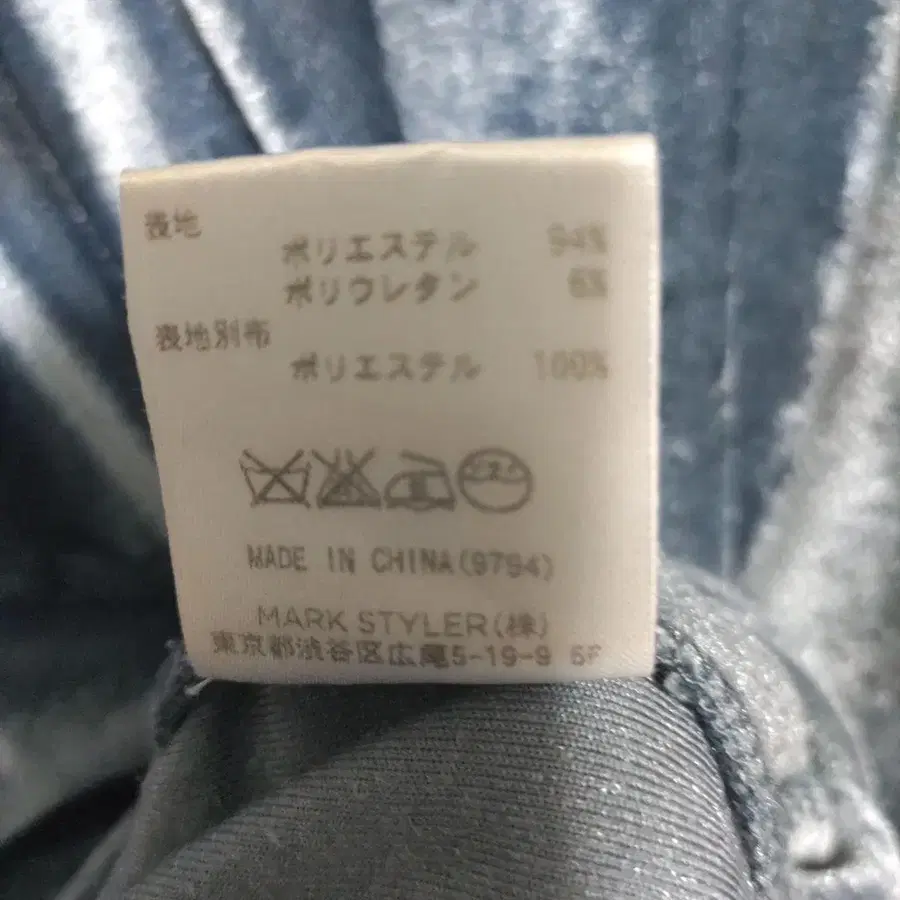 表地
ポリエステル 94%
ポリウレタン 6%
表地別布
ポリエステル 100%
MADE IN CHINA(9794)
MARK STYLER(株)
東京都渋谷区広尾5-19-9 6F